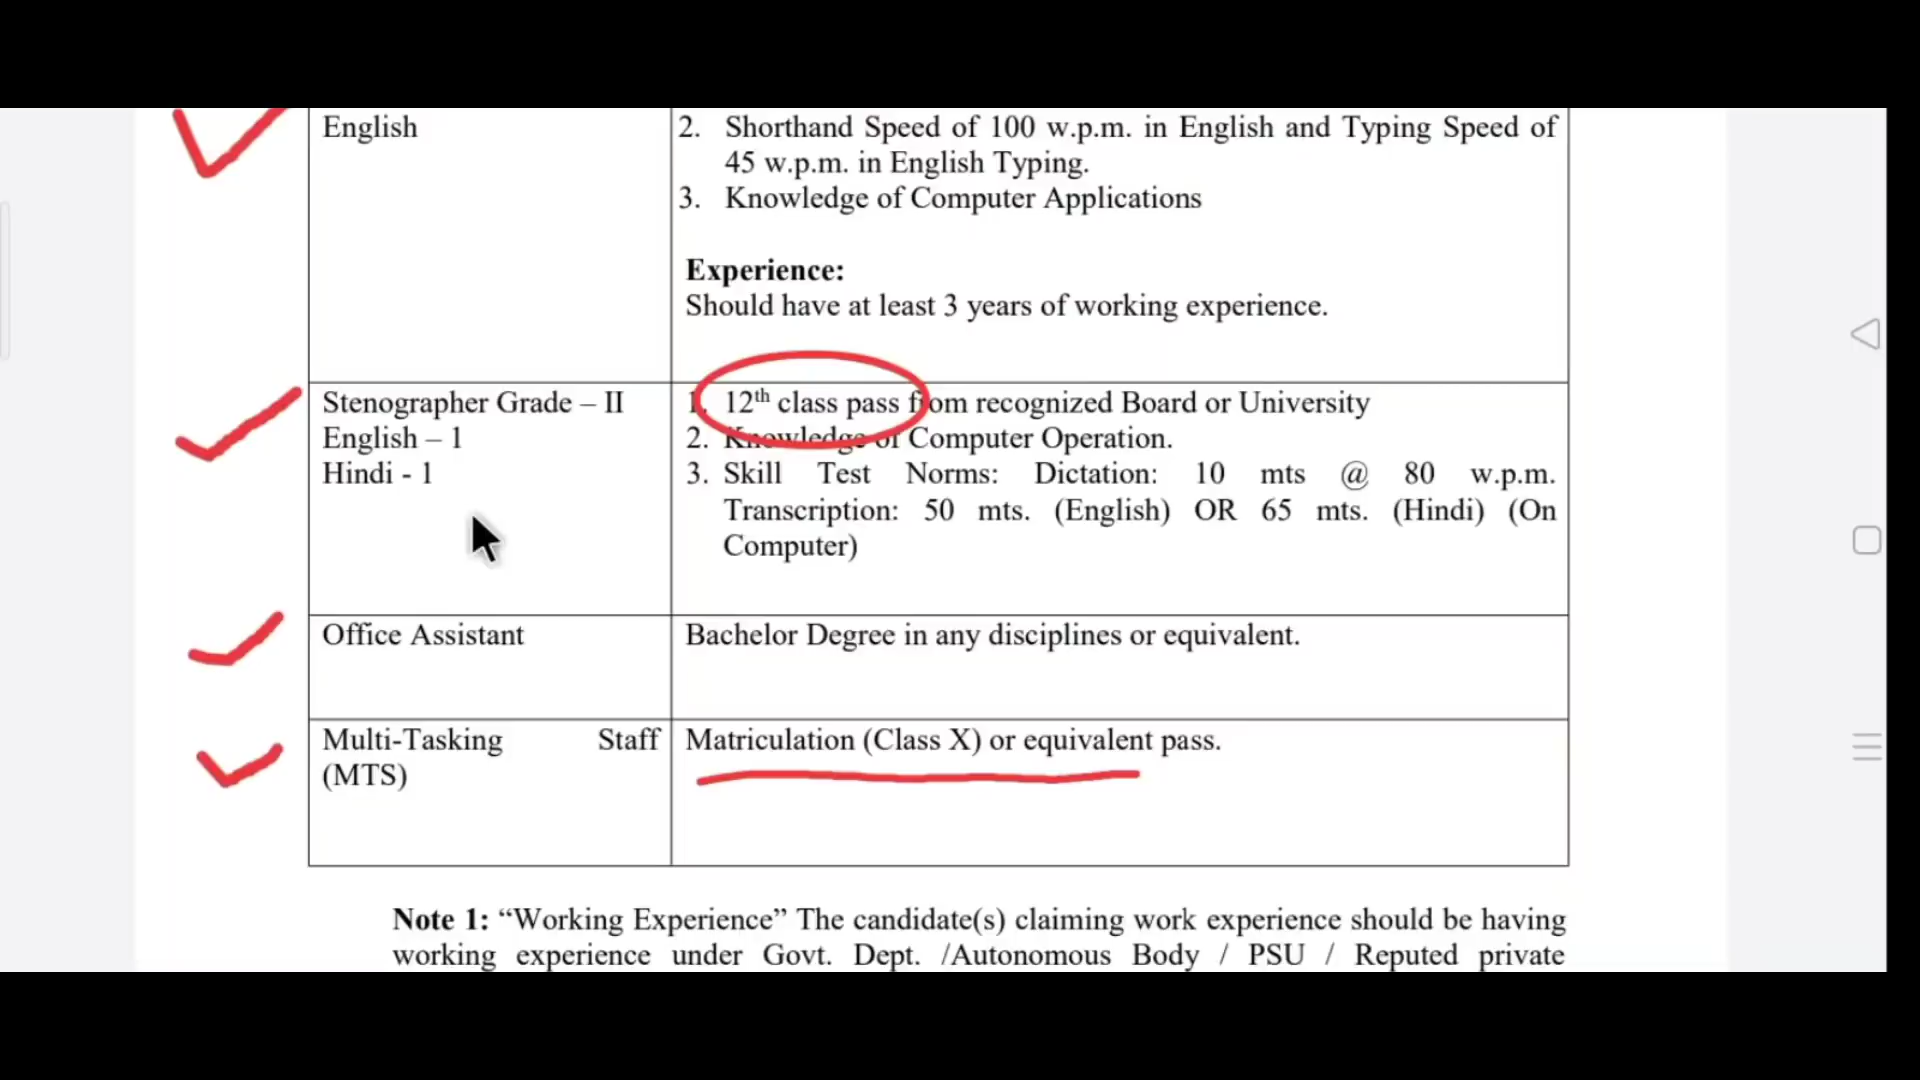 English
2. Shorthand Speed of 100 w.p.m. in English and Typing Speed of
45 w.p.m. in English Typing.
3. Knowledge of Computer Applications
Experience:
Should have at least 3 years of working experience.
Stenographer Grade – II
English – 1
Hindi - 1
1. 12th class pass from recognized Board or University
2. Knowledge of Computer Operation.
3. Skill Test Norms: Dictation: 10 mts @ 80 w.p.m.
Transcription: 50 mts. (English) OR 65 mts. (Hindi) (On
Computer)
Office Assistant
Bachelor Degree in any disciplines or equivalent.
Multi-Tasking Staff
(MTS)
Matriculation (Class X) or equivalent pass.
Note 1: “Working Experience” The candidate(s) claiming work experience should be having
working experience under Govt. Dept. /Autonomous Body / PSU / Reputed private